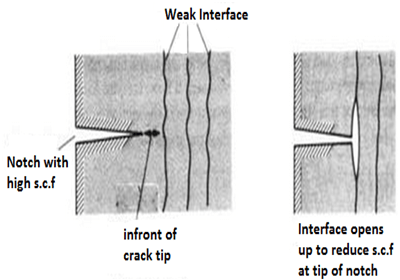 Weak Interface
Notch with
high s.c.f
infront of
crack tip
Interface opens
up to reduce s.c.f
at tip of notch